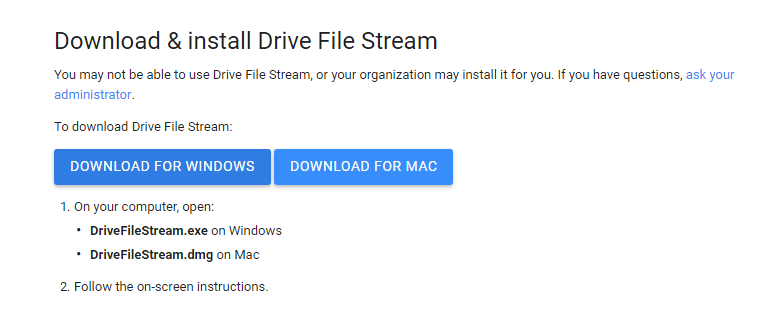 Download & install Drive File Stream
You may not be able to use Drive File Stream, or your organization may install it for you. If you have questions, ask your
administrator.
To download Drive File Stream:
DOWNLOAD FOR WINDOWS DOWNLOAD FOR MAC
1. On your computer, open:
• DriveFileStream.exe on Windows
• DriveFileStream.dmg on Mac
2. Follow the on-screen instructions.